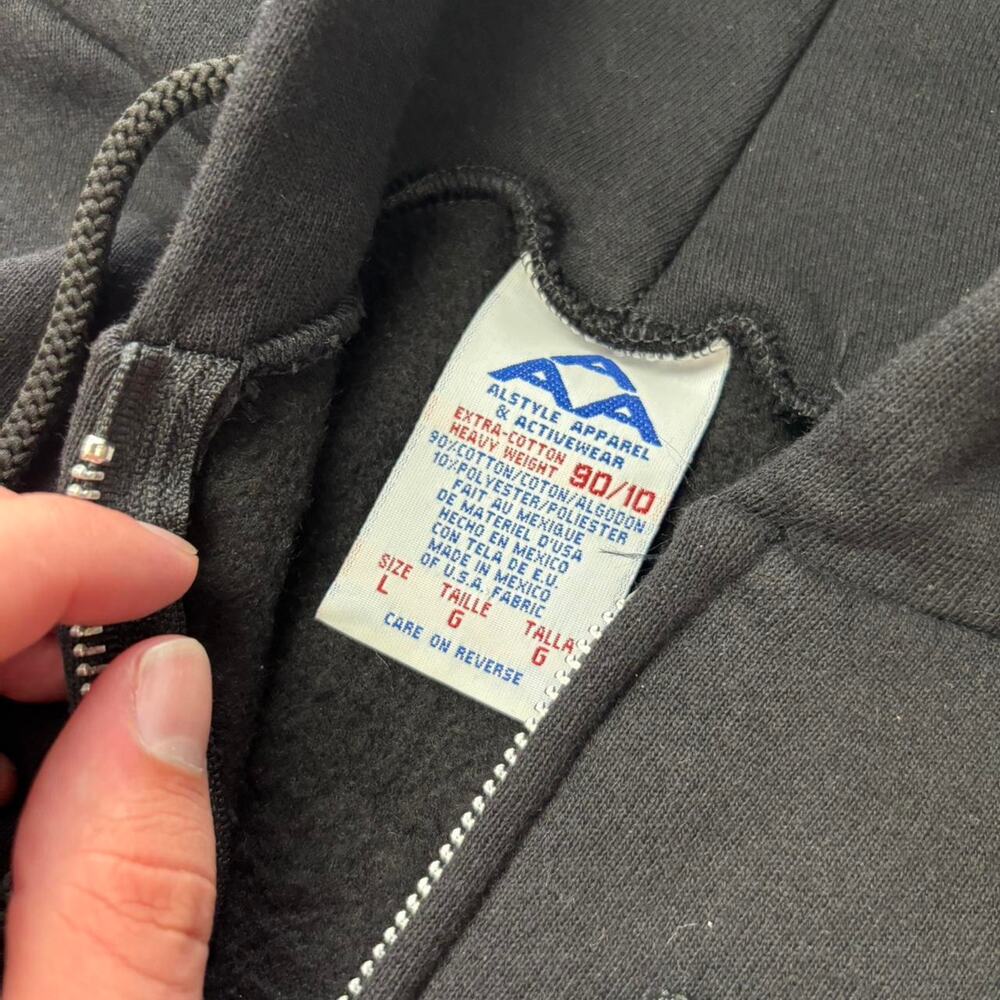 AAA
ALSTYLE APPAREL
& ACTIVEWEAR
EXTRA-COTTON
HEAVY WEIGHT 90/10
90%COTTON/COTON/ALGODON
10%POLYESTER/POLIESTER
FAIT AU MEXIQUE
DE MATERIEL D'USA
HECHO EN MEXICO
CON TELA DE E.U.
MADE IN MEXICO
OF U.S.A. FABRIC
SIZE TAILLE TALLA
L G G
CARE ON REVERSE